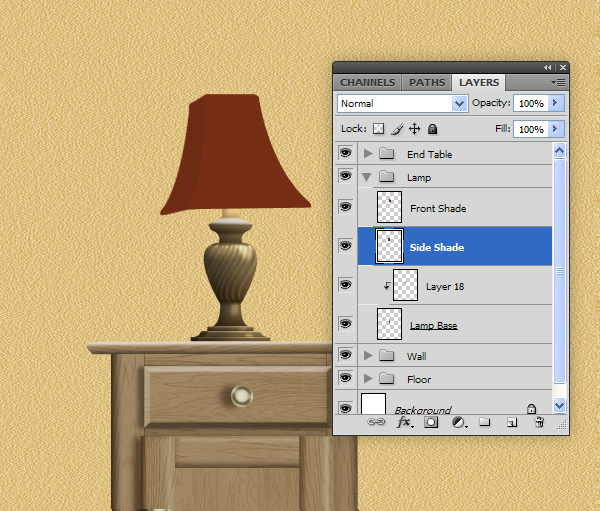 CHANNELS PATHS LAYERS
Normal Opacity: 100%
Lock: Fill: 100%
End Table
Lamp
Front Shade
Side Shade
Layer 18
Lamp Base
Wall
Floor
Background
fx